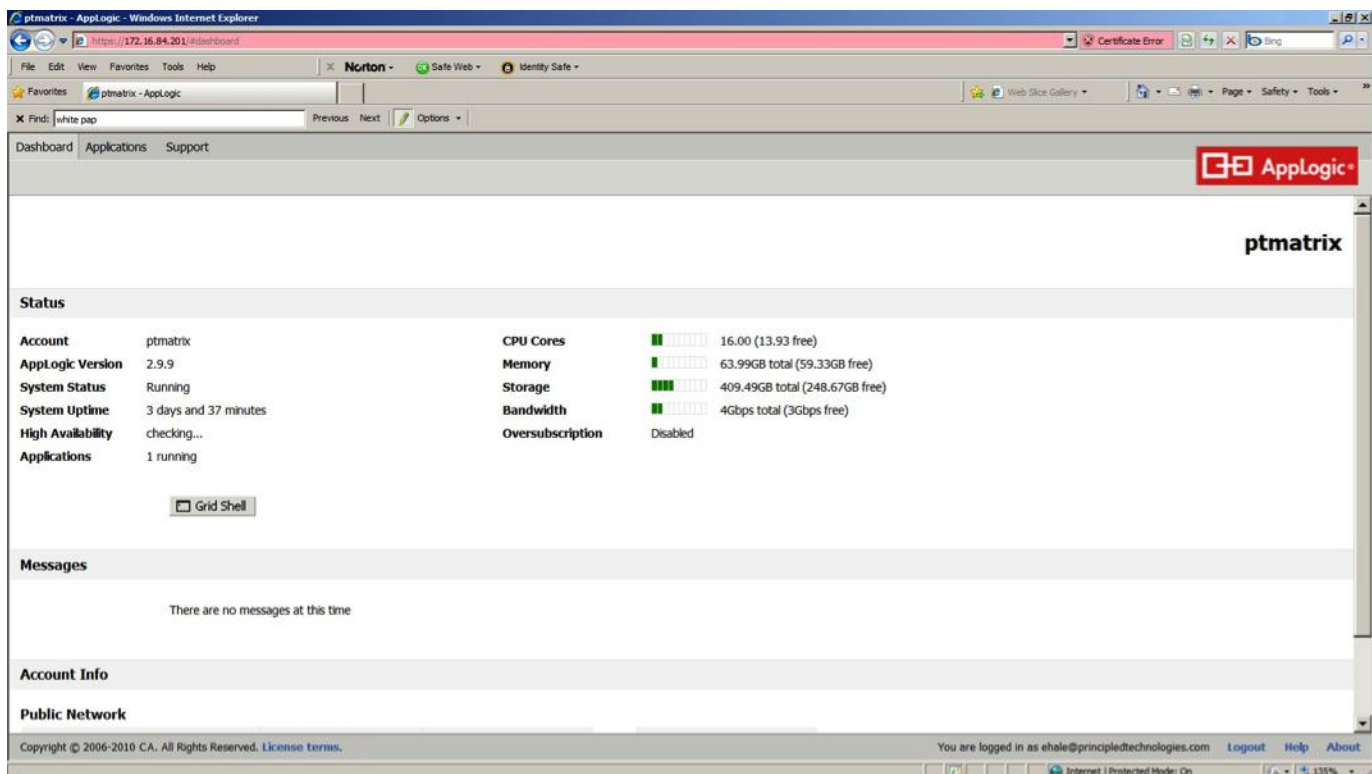 ptmatrix - AppLogic - Windows Internet Explorer
https://172.16.84.201/#dashboard Certificate Error Bing
File Edit View Favorites Tools Help x Norton - Safe Web Identity Safe
Favorites ptmatrix - AppLogic Web Slice Gallery Page Safety Tools »
x Find: white pap Previous Next Options
Dashboard Applications Support
AppLogic®
ptmatrix
Status
Account ptmatrix CPU Cores 16.00 (13.93 free)
AppLogic Version 2.9.9 Memory 63.99GB total (59.33GB free)
System Status Running Storage 409.49GB total (248.67GB free)
System Uptime 3 days and 37 minutes Bandwidth 4Gbps total (3Gbps free)
High Availability checking... Oversubscription Disabled
Applications 1 running
Grid Shell
Messages
There are no messages at this time
Account Info
Public Network
Copyright © 2006-2010 CA. All Rights Reserved. License terms. You are logged in as ehale@principledtechnologies.com Logout Help About
Internet | Protected Mode: On 135%